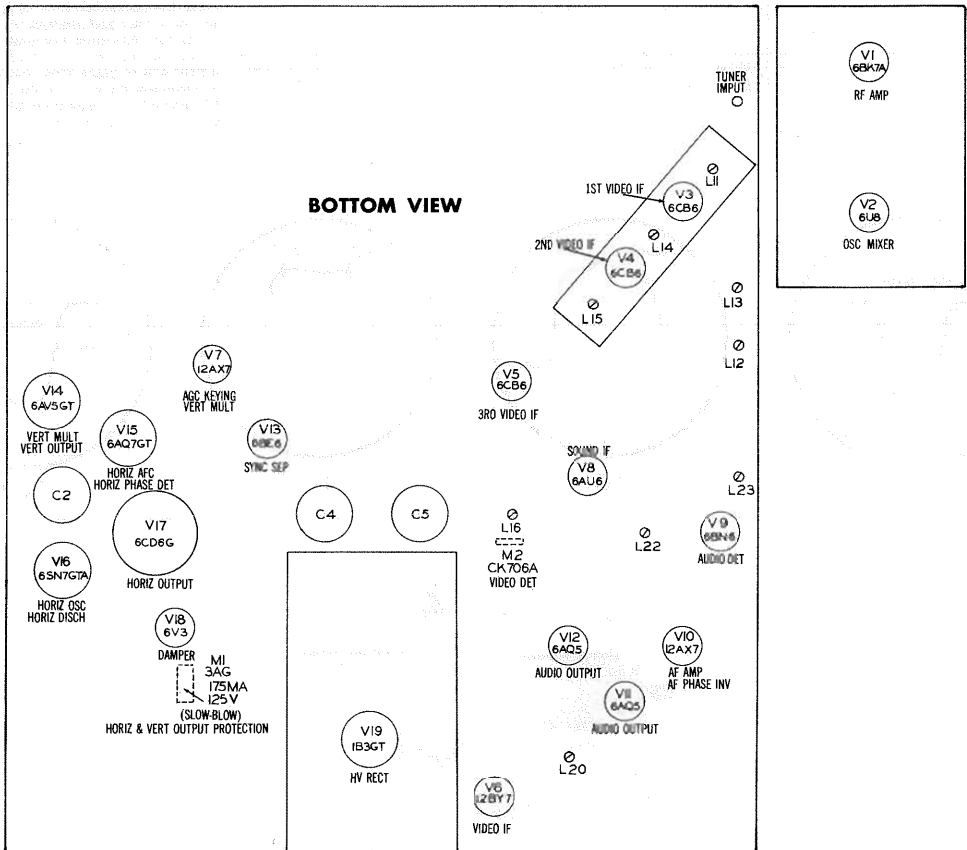 V1
6BK7A
RF AMP
TUNER
IMPUT
L11
1ST VIDEO IF
V3
6CB6
BOTTOM VIEW
V2
6U8
OSC MIXER
L14
2ND VIDEO IF
V4
6CB6
L13
L15
L12
V7
12AX7
AGC KEYING
VERT MULT
V5
6CB6
3RD VIDEO IF
V14
6AV5GT
VERT MULT
VERT OUTPUT
V15
6AQ7GT
HORIZ AFC
HORIZ PHASE DET
V13
6BE6
SYNC SEP
SOUND IF
V8
6AU6
L23
C2
C4
C5
L16
M2
CK706A
VIDEO DET
L22
V9
6BN6
AUDIO DET
V17
6CD6G
HORIZ OUTPUT
V16
6SN7GTA
HORIZ OSC
HORIZ DISCH
V18
6V3
DAMPER
M1
3AG
175MA
125V
(SLOW-BLOW)
HORIZ & VERT OUTPUT PROTECTION
V12
6AQ5
AUDIO OUTPUT
V10
12AX7
AF AMP
AF PHASE INV
V11
6AQ5
AUDIO OUTPUT
V19
1B3GT
HV RECT
L20
V6
12BY7
VIDEO IF